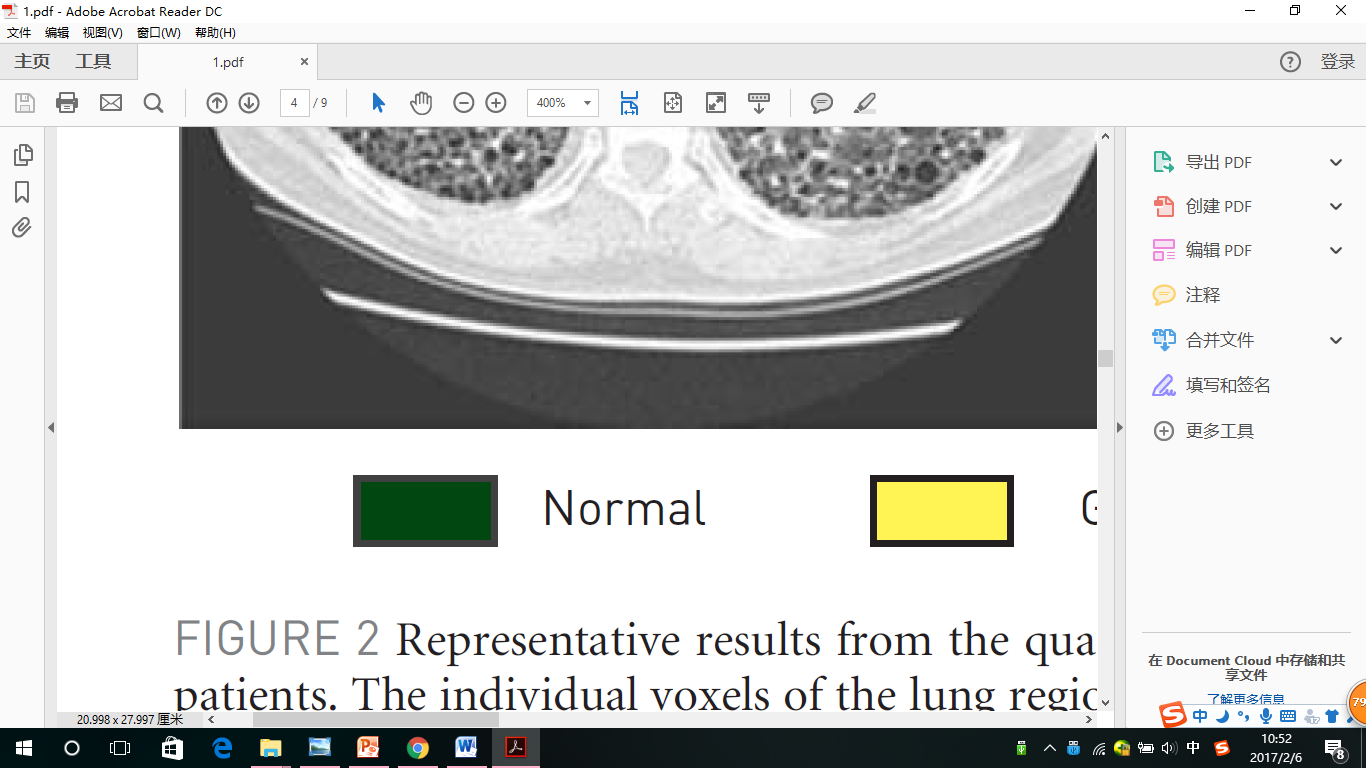 1.pdf - Adobe Acrobat Reader DC
文件 编辑 视图(V) 窗口(W) 帮助(H)
主页 工具 1.pdf × 登录
4 / 9 400%
导出 PDF
创建 PDF
编辑 PDF
注释
合并文件
填写和签名
更多工具
Normal
FIGURE 2 Representative results from the qua
patients. The individual voxels of the lung regio
在 Document Cloud 中存储和共
享文件
了解更多信息
20.998 x 27.997 厘米
中
79
中 10:52
2017/2/6
8